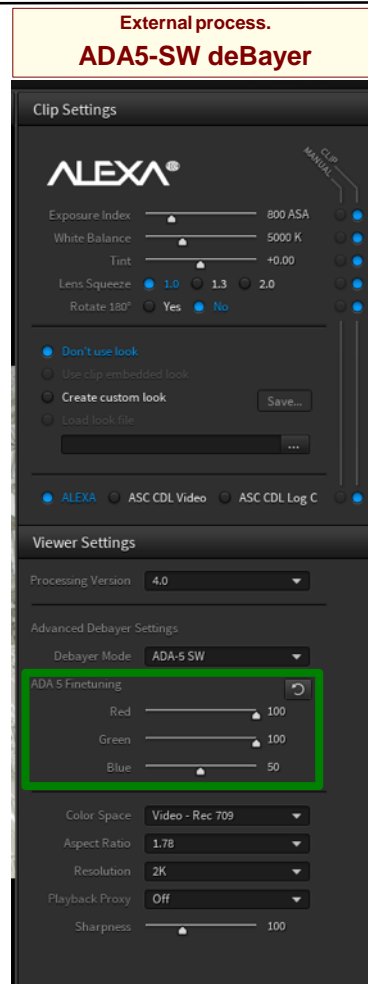 External process.
ADA5-SW deBayer
Clip Settings
ALEXA
MANUAL
CLIP
Exposure Index 800 ASA
White Balance 5000 K
Tint +0.00
Lens Squeeze 1.0 1.3 2.0
Rotate 180° Yes No
Don't use look
Use clip embedded look
Create custom look Save...
Load look file
...
ALEXA ASC CDL Video ASC CDL Log C
Viewer Settings
Processing Version 4.0
Advanced Debayer Settings
Debayer Mode ADA-5 SW
ADA 5 Finetuning
Red 100
Green 100
Blue 50
Color Space Video - Rec 709
Aspect Ratio 1.78
Resolution 2K
Playback Proxy Off
Sharpness 100